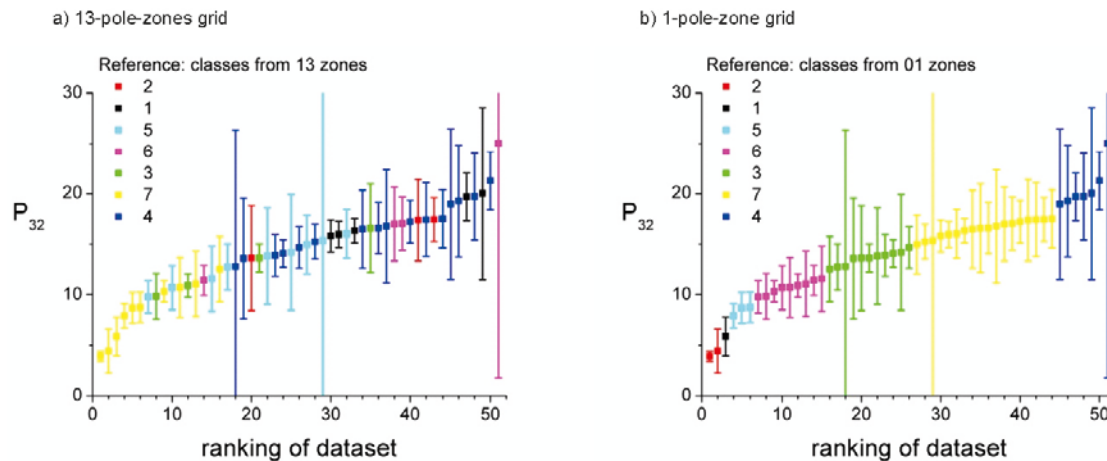 a) 13-pole-zones grid
Reference: classes from 13 zones
2
1
5
6
3
7
4
30
20
10
0
P32
0 10 20 30 40 50
ranking of dataset
b) 1-pole-zone grid
Reference: classes from 01 zones
2
1
5
6
3
7
4
30
20
10
0
P32
0 10 20 30 40 50
ranking of dataset